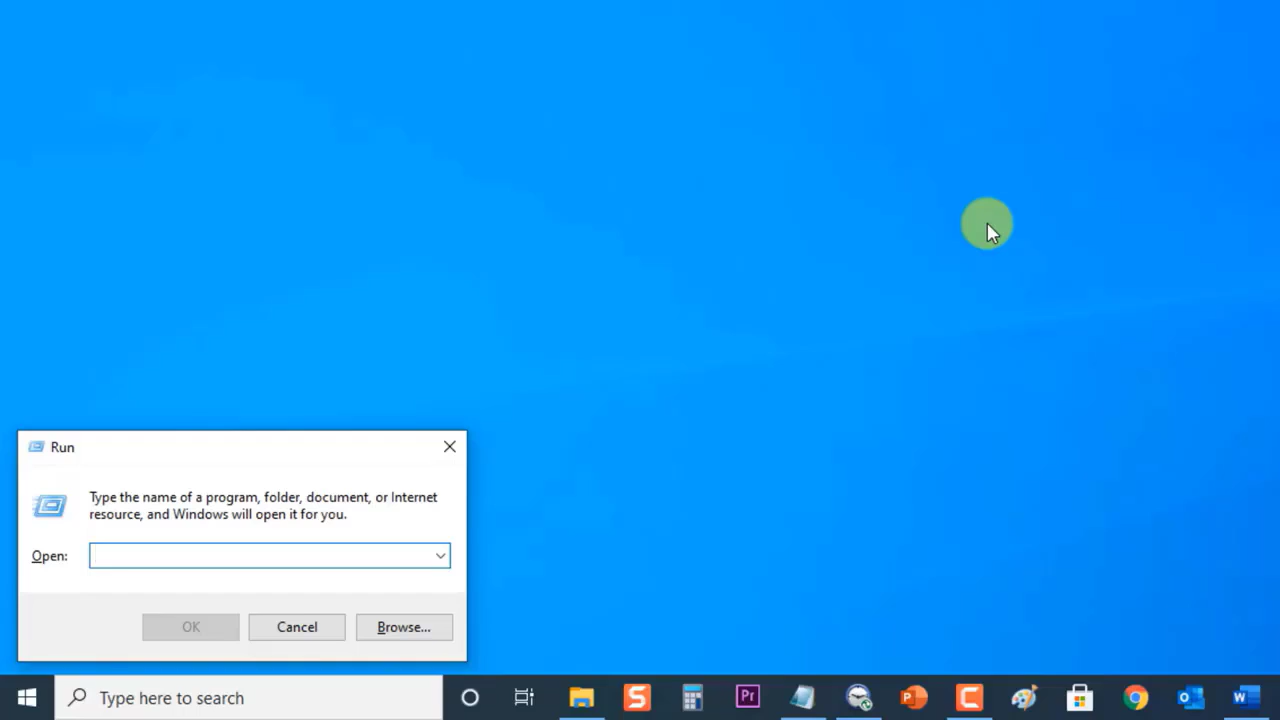 Run
Type the name of a program, folder, document, or Internet
resource, and Windows will open it for you.
Open:
OK
Cancel
Browse...
Type here to search
S
Pr
P
C
O
W